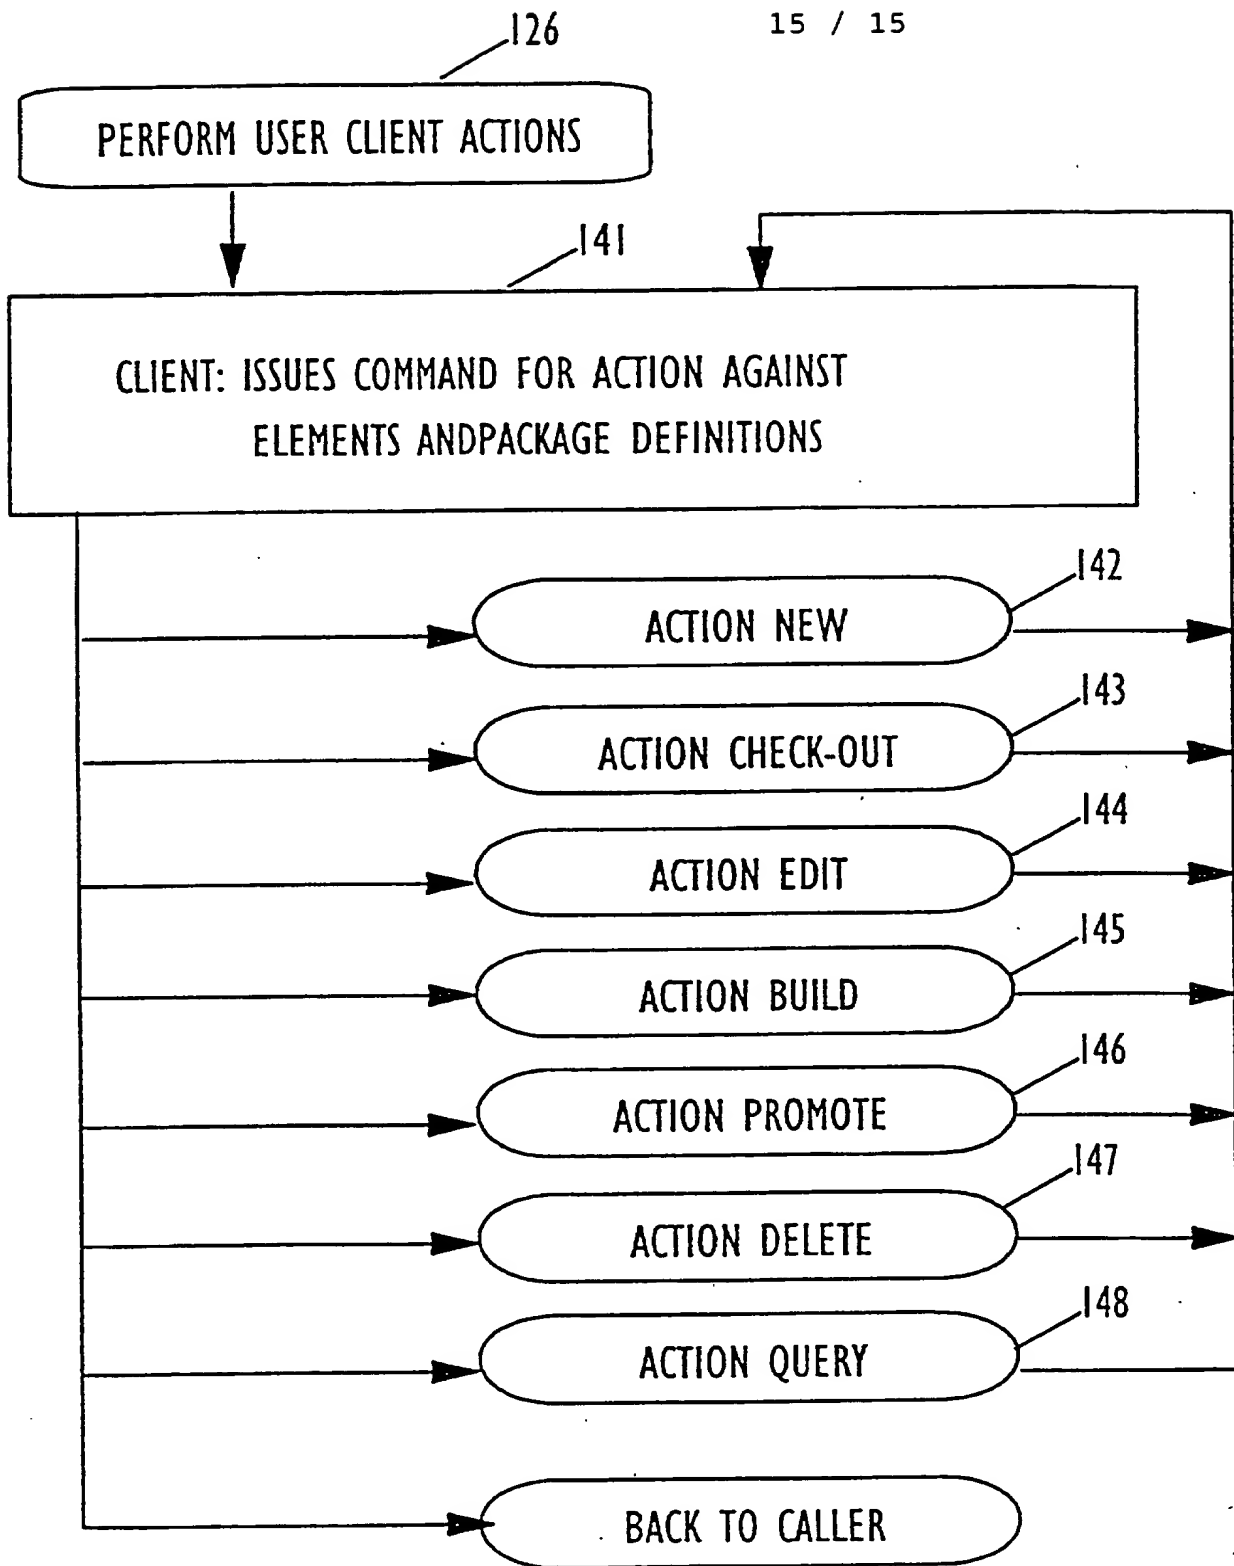 126
15 / 15
PERFORM USER CLIENT ACTIONS
141
CLIENT: ISSUES COMMAND FOR ACTION AGAINST
ELEMENTS ANDPACKAGE DEFINITIONS
142
ACTION NEW
143
ACTION CHECK-OUT
144
ACTION EDIT
145
ACTION BUILD
146
ACTION PROMOTE
147
ACTION DELETE
148
ACTION QUERY
BACK TO CALLER